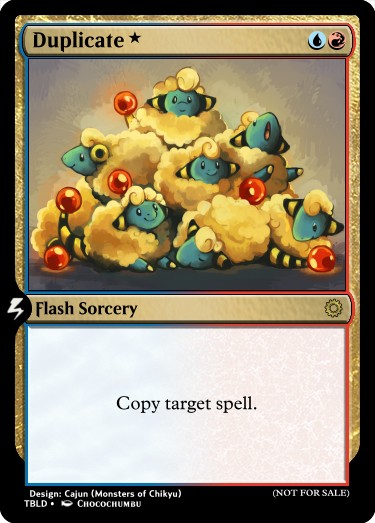 Duplicate ★
Flash Sorcery
Copy target spell.
Design: Cajun (Monsters of Chikyu)
(NOT FOR SALE)
TBLD • Chocochumbu